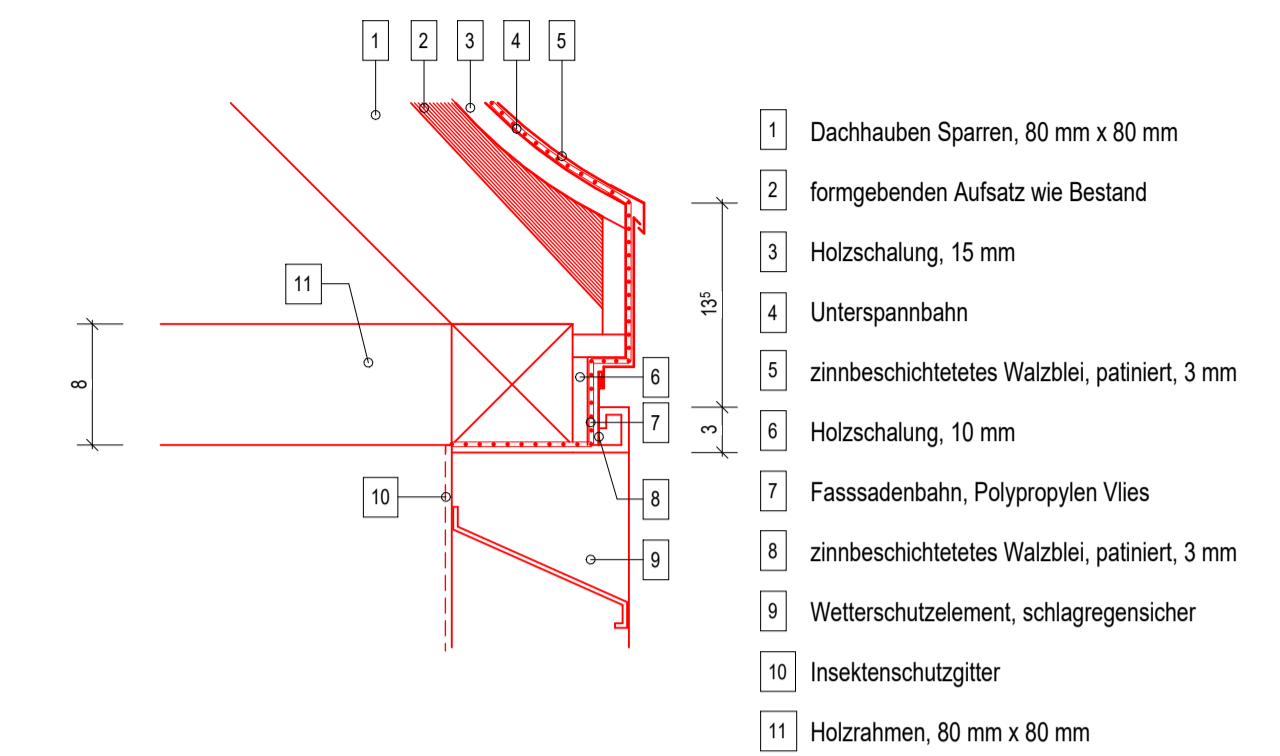 1 2 3 4 5
11
8
13⁵
6
7
3
10
8
9
1 Dachhauben Sparren, 80 mm x 80 mm
2 formgebenden Aufsatz wie Bestand
3 Holzschalung, 15 mm
4 Unterspannbahn
5 zinnbeschichtetetes Walzblei, patiniert, 3 mm
6 Holzschalung, 10 mm
7 Fasssadenbahn, Polypropylen Vlies
8 zinnbeschichtetetes Walzblei, patiniert, 3 mm
9 Wetterschutzelement, schlagregensicher
10 Insektenschutzgitter
11 Holzrahmen, 80 mm x 80 mm